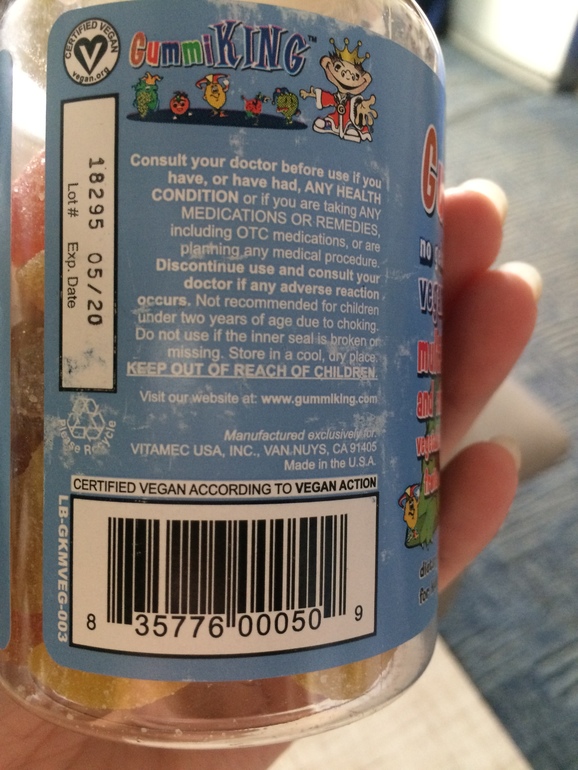 CERTIFIED VEGAN
vegan.org
GummiKING™
Consult your doctor before use if you
have, or have had, ANY HEALTH
CONDITION or if you are taking ANY
MEDICATIONS OR REMEDIES,
including OTC medications, or are
planning any medical procedure.
Discontinue use and consult your
doctor if any adverse reaction
occurs. Not recommended for children
under two years of age due to choking.
Do not use if the inner seal is broken or
missing. Store in a cool, dry place.
KEEP OUT OF REACH OF CHILDREN.
Visit our website at: www.gummiking.com
Manufactured exclusively for:
VITAMEC USA, INC., VAN NUYS, CA 91405
Made in the U.S.A.
18295 05/20
Lot # Exp. Date
Please Recycle
CERTIFIED VEGAN ACCORDING TO VEGAN ACTION
8 35776 00050 9
LB-GKMVEG-003
G
no